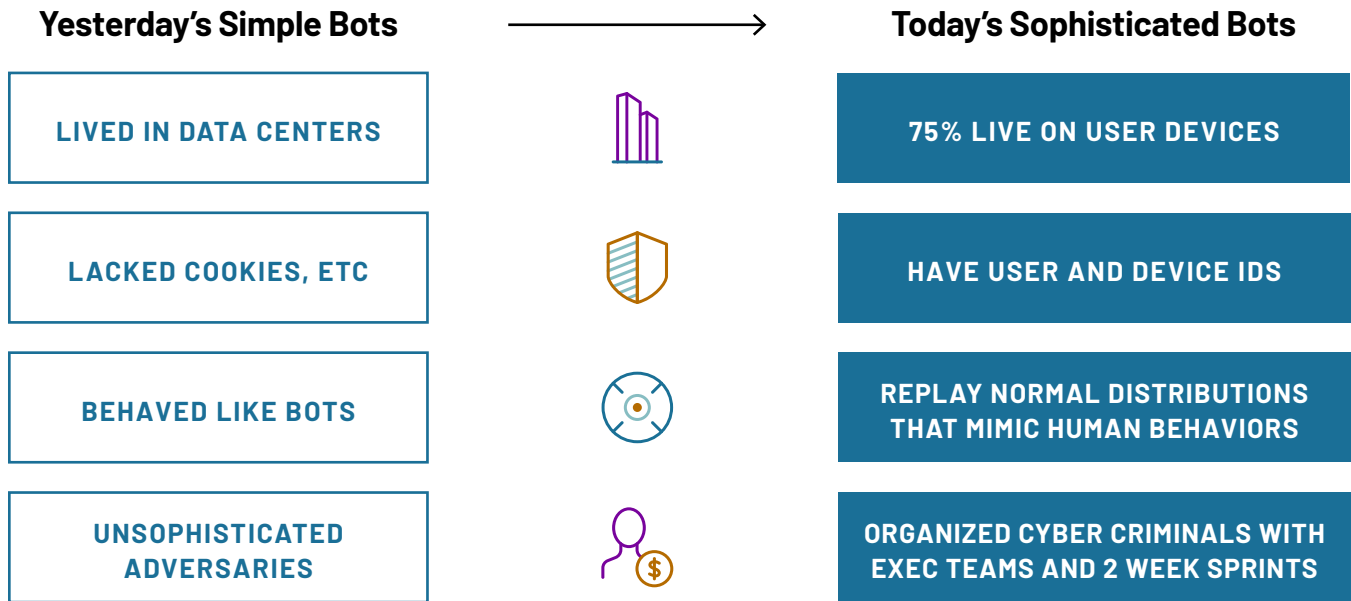 Yesterday's Simple Bots
Today's Sophisticated Bots
LIVED IN DATA CENTERS
75% LIVE ON USER DEVICES
LACKED COOKIES, ETC
HAVE USER AND DEVICE IDS
BEHAVED LIKE BOTS
REPLAY NORMAL DISTRIBUTIONS
THAT MIMIC HUMAN BEHAVIORS
UNSOPHISTICATED
ADVERSARIES
$
ORGANIZED CYBER CRIMINALS WITH
EXEC TEAMS AND 2 WEEK SPRINTS